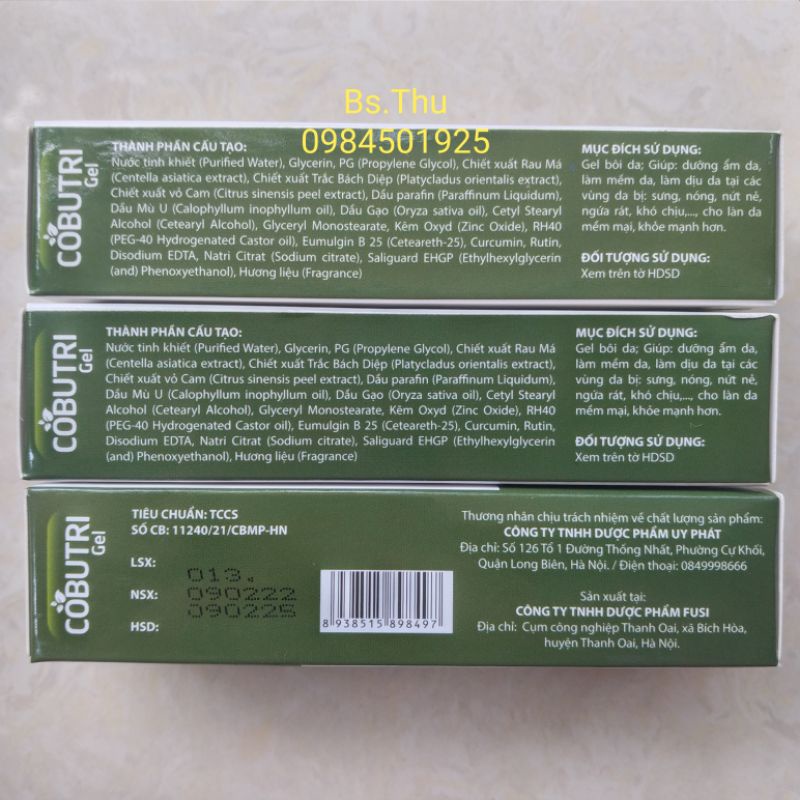 Bs.Thu
0984501925
COBUTRI
Gel
THÀNH PHẦN CẤU TẠO:
Nước tinh khiết (Purified Water), Glycerin, PG (Propylene Glycol), Chiết xuất Rau Má
(Centella asiatica extract), Chiết xuất Trắc Bách Diệp (Platycladus orientalis extract),
Chiết xuất vỏ Cam (Citrus sinensis peel extract), Dầu parafin (Paraffinum Liquidum),
Dầu Mù U (Calophyllum inophyllum oil), Dầu Gạo (Oryza sativa oil), Cetyl Stearyl
Alcohol (Cetearyl Alcohol), Glyceryl Monostearate, Kẽm Oxyd (Zinc Oxide), RH40
(PEG-40 Hydrogenated Castor oil), Eumulgin B 25 (Ceteareth-25), Curcumin, Rutin,
Disodium EDTA, Natri Citrat (Sodium citrate), Saliguard EHGP (Ethylhexylglycerin
(and) Phenoxyethanol), Hương liệu (Fragrance)
MỤC ĐÍCH SỬ DỤNG:
Gel bôi da; Giúp: dưỡng ẩm da,
làm mềm da, làm dịu da tại các
vùng da bị: sưng, nóng, nứt nẻ,
ngứa rát, khó chịu,... cho làn da
mềm mại, khỏe mạnh hơn.
ĐỐI TƯỢNG SỬ DỤNG:
Xem trên tờ HDSD
COBUTRI
Gel
THÀNH PHẦN CẤU TẠO:
Nước tinh khiết (Purified Water), Glycerin, PG (Propylene Glycol), Chiết xuất Rau Má
(Centella asiatica extract), Chiết xuất Trắc Bách Diệp (Platycladus orientalis extract),
Chiết xuất vỏ Cam (Citrus sinensis peel extract), Dầu parafin (Paraffinum Liquidum),
Dầu Mù U (Calophyllum inophyllum oil), Dầu Gạo (Oryza sativa oil), Cetyl Stearyl
Alcohol (Cetearyl Alcohol), Glyceryl Monostearate, Kẽm Oxyd (Zinc Oxide), RH40
(PEG-40 Hydrogenated Castor oil), Eumulgin B 25 (Ceteareth-25), Curcumin, Rutin,
Disodium EDTA, Natri Citrat (Sodium citrate), Saliguard EHGP (Ethylhexylglycerin
(and) Phenoxyethanol), Hương liệu (Fragrance)
MỤC ĐÍCH SỬ DỤNG:
Gel bôi da; Giúp: dưỡng ẩm da,
làm mềm da, làm dịu da tại các
vùng da bị: sưng, nóng, nứt nẻ,
ngứa rát, khó chịu,..., cho làn da
mềm mại, khỏe mạnh hơn.
ĐỐI TƯỢNG SỬ DỤNG:
Xem trên tờ HDSD
COBUTRI
Gel
TIÊU CHUẨN: TCCS
SỐ CB: 11240/21/CBMP-HN
LSX: 013.
NSX: 090222
HSD: 090225
8 938515 898497
Thương nhân chịu trách nhiệm về chất lượng sản phẩm:
CÔNG TY TNHH DƯỢC PHẨM UY PHÁT
Địa chỉ: Số 126 Tổ 1 Đường Thống Nhất, Phường Cự Khối,
Quận Long Biên, Hà Nội. / Điện thoại: 0849998666
Sản xuất tại:
CÔNG TY TNHH DƯỢC PHẨM FUSI
Địa chỉ: Cụm công nghiệp Thanh Oai, xã Bích Hòa,
huyện Thanh Oai, Hà Nội.